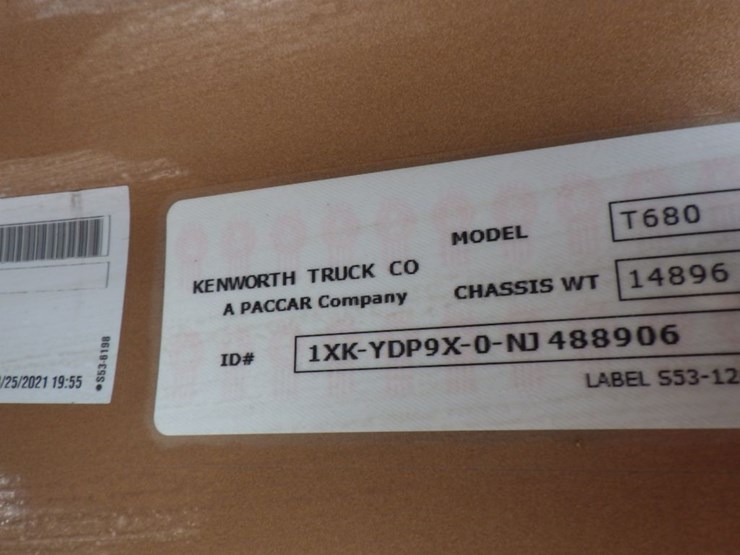 KENWORTH TRUCK CO
A PACCAR Company
MODEL T680
CHASSIS WT 14896
ID# 1XK-YDP9X-0-NJ 488906
LABEL S53-12
/25/2021 19:55
S53-6198